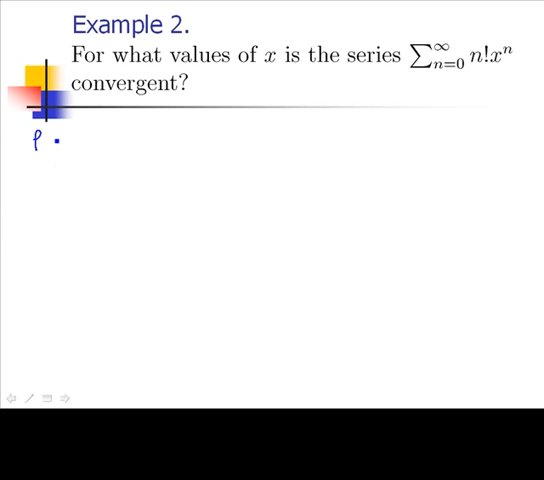 Example 2.
For what values of x is the series ∑_{n=0}^{∞} n!x^n
convergent?
ρ